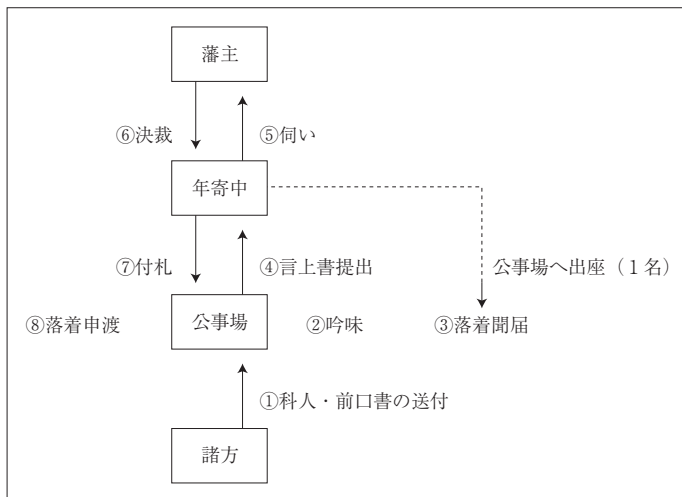 藩主
⑥決裁
⑤伺い
年寄中
⑦付札
④言上書提出
公事場へ出座（１名）
⑧落着申渡
公事場
②吟味
③落着聞届
①科人・前口書の送付
諸方